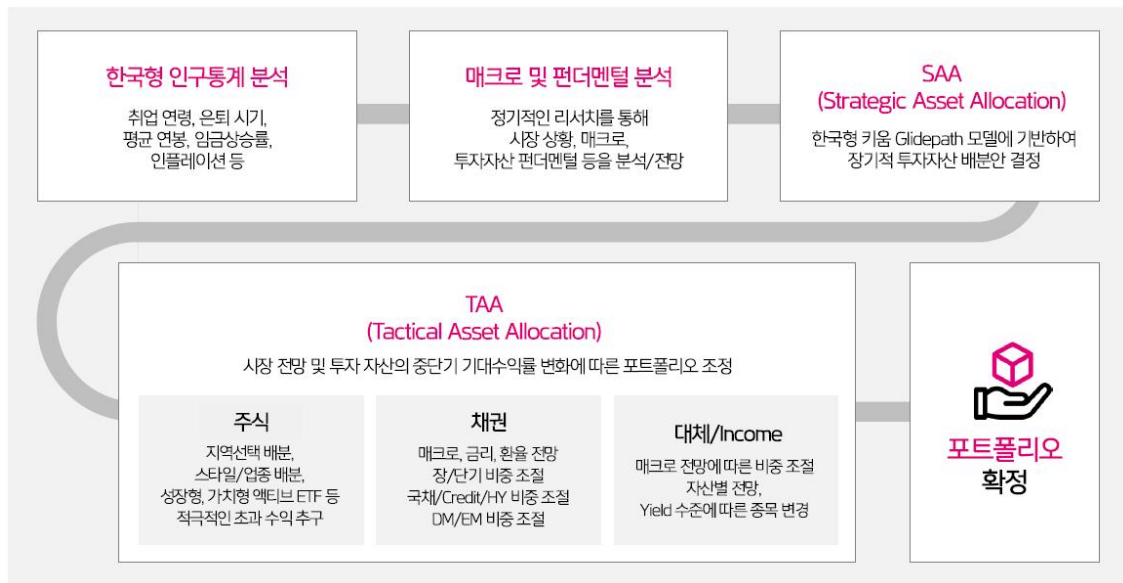 한국형 인구통계 분석
취업 연령, 은퇴 시기,
평균 연봉, 임금상승률,
인플레이션 등
매크로 및 펀더멘털 분석
정기적인 리서치를 통해
시장 상황, 매크로,
투자자산 펀더멘털 등을 분석/전망
SAA
(Strategic Asset Allocation)
한국형 키움 Glidepath 모델에 기반하여
장기적 투자자산 배분안 결정
TAA
(Tactical Asset Allocation)
시장 전망 및 투자 자산의 중단기 기대수익률 변화에 따른 포트폴리오 조정
주식
지역선택 배분,
스타일/업종 배분,
성장형, 가치형 액티브 ETF 등
적극적인 초과 수익 추구
채권
매크로, 금리, 환율 전망
장/단기 비중 조절
국채/Credit/HY 비중 조절
DM/EM 비중 조절
대체/Income
매크로 전망에 따른 비중 조절
자산별 전망,
Yield 수준에 따른 종목 변경
포트폴리오
확정